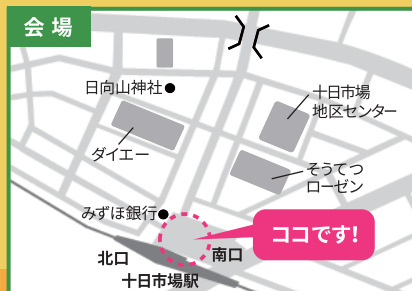 会場
日向山神社
十日市場
地区センター
ダイエー
そうてつ
ローゼン
みずほ銀行
ココです!
北口
南口
十日市場駅